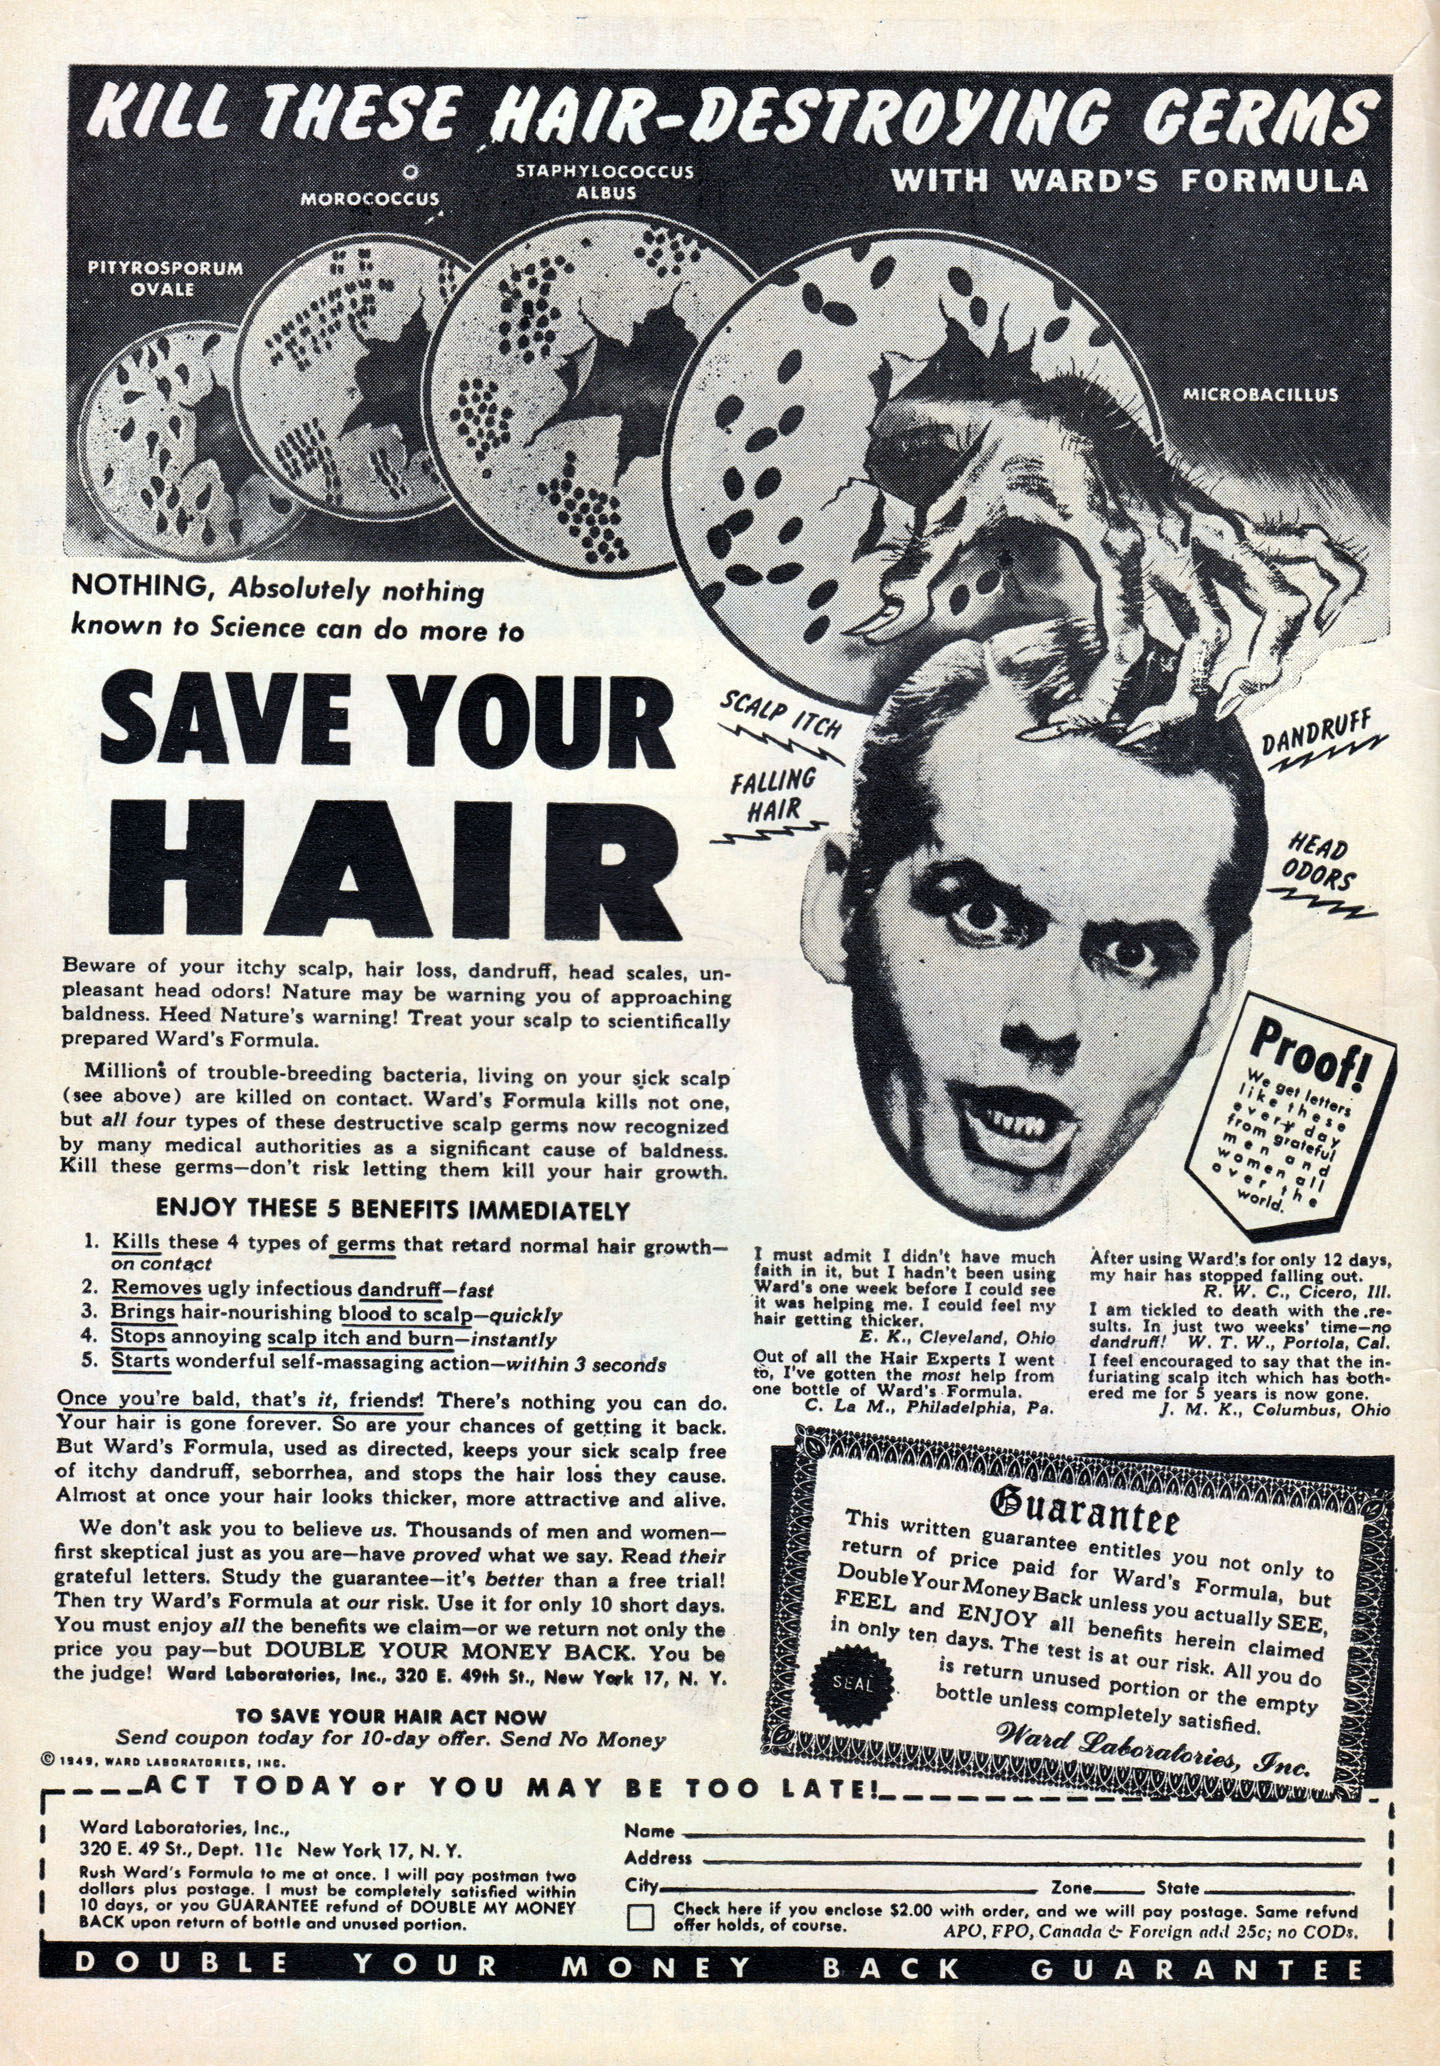 KILL THESE HAIR-DESTROYING GERMS
WITH WARD'S FORMULA
PITYROSPORUM
OVALE
MOROCOCCUS
STAPHYLOCOCCUS
ALBUS
MICROBACILLUS
NOTHING, Absolutely nothing
known to Science can do more to
SAVE YOUR
HAIR
SCALP ITCH
FALLING
HAIR
DANDRUFF
HEAD
ODORS
Beware of your itchy scalp, hair loss, dandruff, head scales, un-
pleasant head odors! Nature may be warning you of approaching
baldness. Heed Nature's warning! Treat your scalp to scientifically
prepared Ward's Formula.
Millions of trouble-breeding bacteria, living on your sick scalp
(see above) are killed on contact. Ward's Formula kills not one,
but all four types of these destructive scalp germs now recognized
by many medical authorities as a significant cause of baldness.
Kill these germs—don't risk letting them kill your hair growth.
ENJOY THESE 5 BENEFITS IMMEDIATELY
1. Kills these 4 types of germs that retard normal hair growth—
on contact
2. Removes ugly infectious dandruff—fast
3. Brings hair-nourishing blood to scalp—quickly
4. Stops annoying scalp itch and burn—instantly
5. Starts wonderful self-massaging action—within 3 seconds
Once you're bald, that's it, friends! There's nothing you can do.
Your hair is gone forever. So are your chances of getting it back.
But Ward's Formula, used as directed, keeps your sick scalp free
of itchy dandruff, seborrhea, and stops the hair loss they cause.
Almost at once your hair looks thicker, more attractive and alive.
We don't ask you to believe us. Thousands of men and women—
first skeptical just as you are—have proved what we say. Read their
grateful letters. Study the guarantee—it's better than a free trial!
Then try Ward's Formula at our risk. Use it for only 10 short days.
You must enjoy all the benefits we claim—or we return not only the
price you pay—but DOUBLE YOUR MONEY BACK. You be
the judge! Ward Laboratories, Inc., 320 E. 49th St., New York 17, N. Y.
TO SAVE YOUR HAIR ACT NOW
Send coupon today for 10-day offer. Send No Money
© 1949, WARD LABORATORIES, INC.
Proof!
We get letters
like these
every day
from grateful
men and
women all
over the
world.
I must admit I didn't have much
faith in it, but I hadn't been using
Ward's one week before I could see
it was helping me. I could feel my
hair getting thicker.
E. K., Cleveland, Ohio
Out of all the Hair Experts I went
to, I've gotten the most help from
one bottle of Ward's Formula.
C. La M., Philadelphia, Pa.
After using Ward's for only 12 days,
my hair has stopped falling out.
R. W. C., Cicero, Ill.
I am tickled to death with the re-
sults. In just two weeks' time—no
dandruff! W. T. W., Portola, Cal.
I feel encouraged to say that the in-
furiating scalp itch which has both-
ered me for 5 years is now gone.
J. M. K., Columbus, Ohio
Guarantee
This written guarantee entitles you not only to
return of price paid for Ward's Formula, but
Double Your Money Back unless you actually SEE,
FEEL and ENJOY all benefits herein claimed
in only ten days. The test is at our risk. All you do
is return unused portion or the empty
bottle unless completely satisfied.
SEAL
Ward Laboratories, Inc.
ACT TODAY or YOU MAY BE TOO LATE!
Ward Laboratories, Inc.,
320 E. 49 St., Dept. 11c New York 17, N. Y.
Rush Ward's Formula to me at once. I will pay postman two
dollars plus postage. I must be completely satisfied within
10 days, or you GUARANTEE refund of DOUBLE MY MONEY
BACK upon return of bottle and unused portion.
Name
Address
City Zone State
Check here if you enclose $2.00 with order, and we will pay postage. Same refund
offer holds, of course.
APO, FPO, Canada & Foreign add 25c; no CODs.
DOUBLE YOUR MONEY BACK GUARANTEE